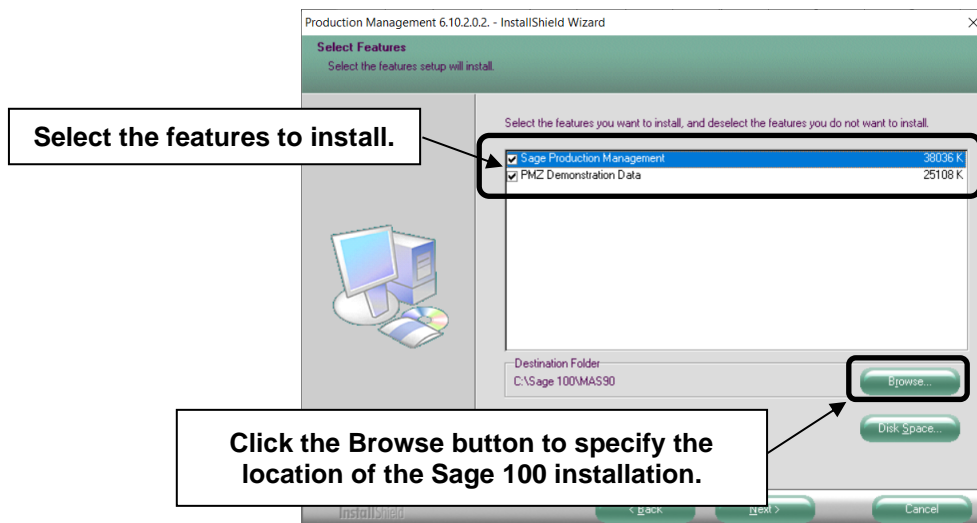 Production Management 6.10.2.0.2. - InstallShield Wizard
Select Features
Select the features setup will install.
Select the features you want to install, and deselect the features you do not want to install.
Select the features to install.
Sage Production Management 38036 K
PMZ Demonstration Data 25108 K
Destination Folder
C:\Sage 100\MAS90
Browse...
Disk Space...
Click the Browse button to specify the
location of the Sage 100 installation.
InstallShield
< Back Next > Cancel